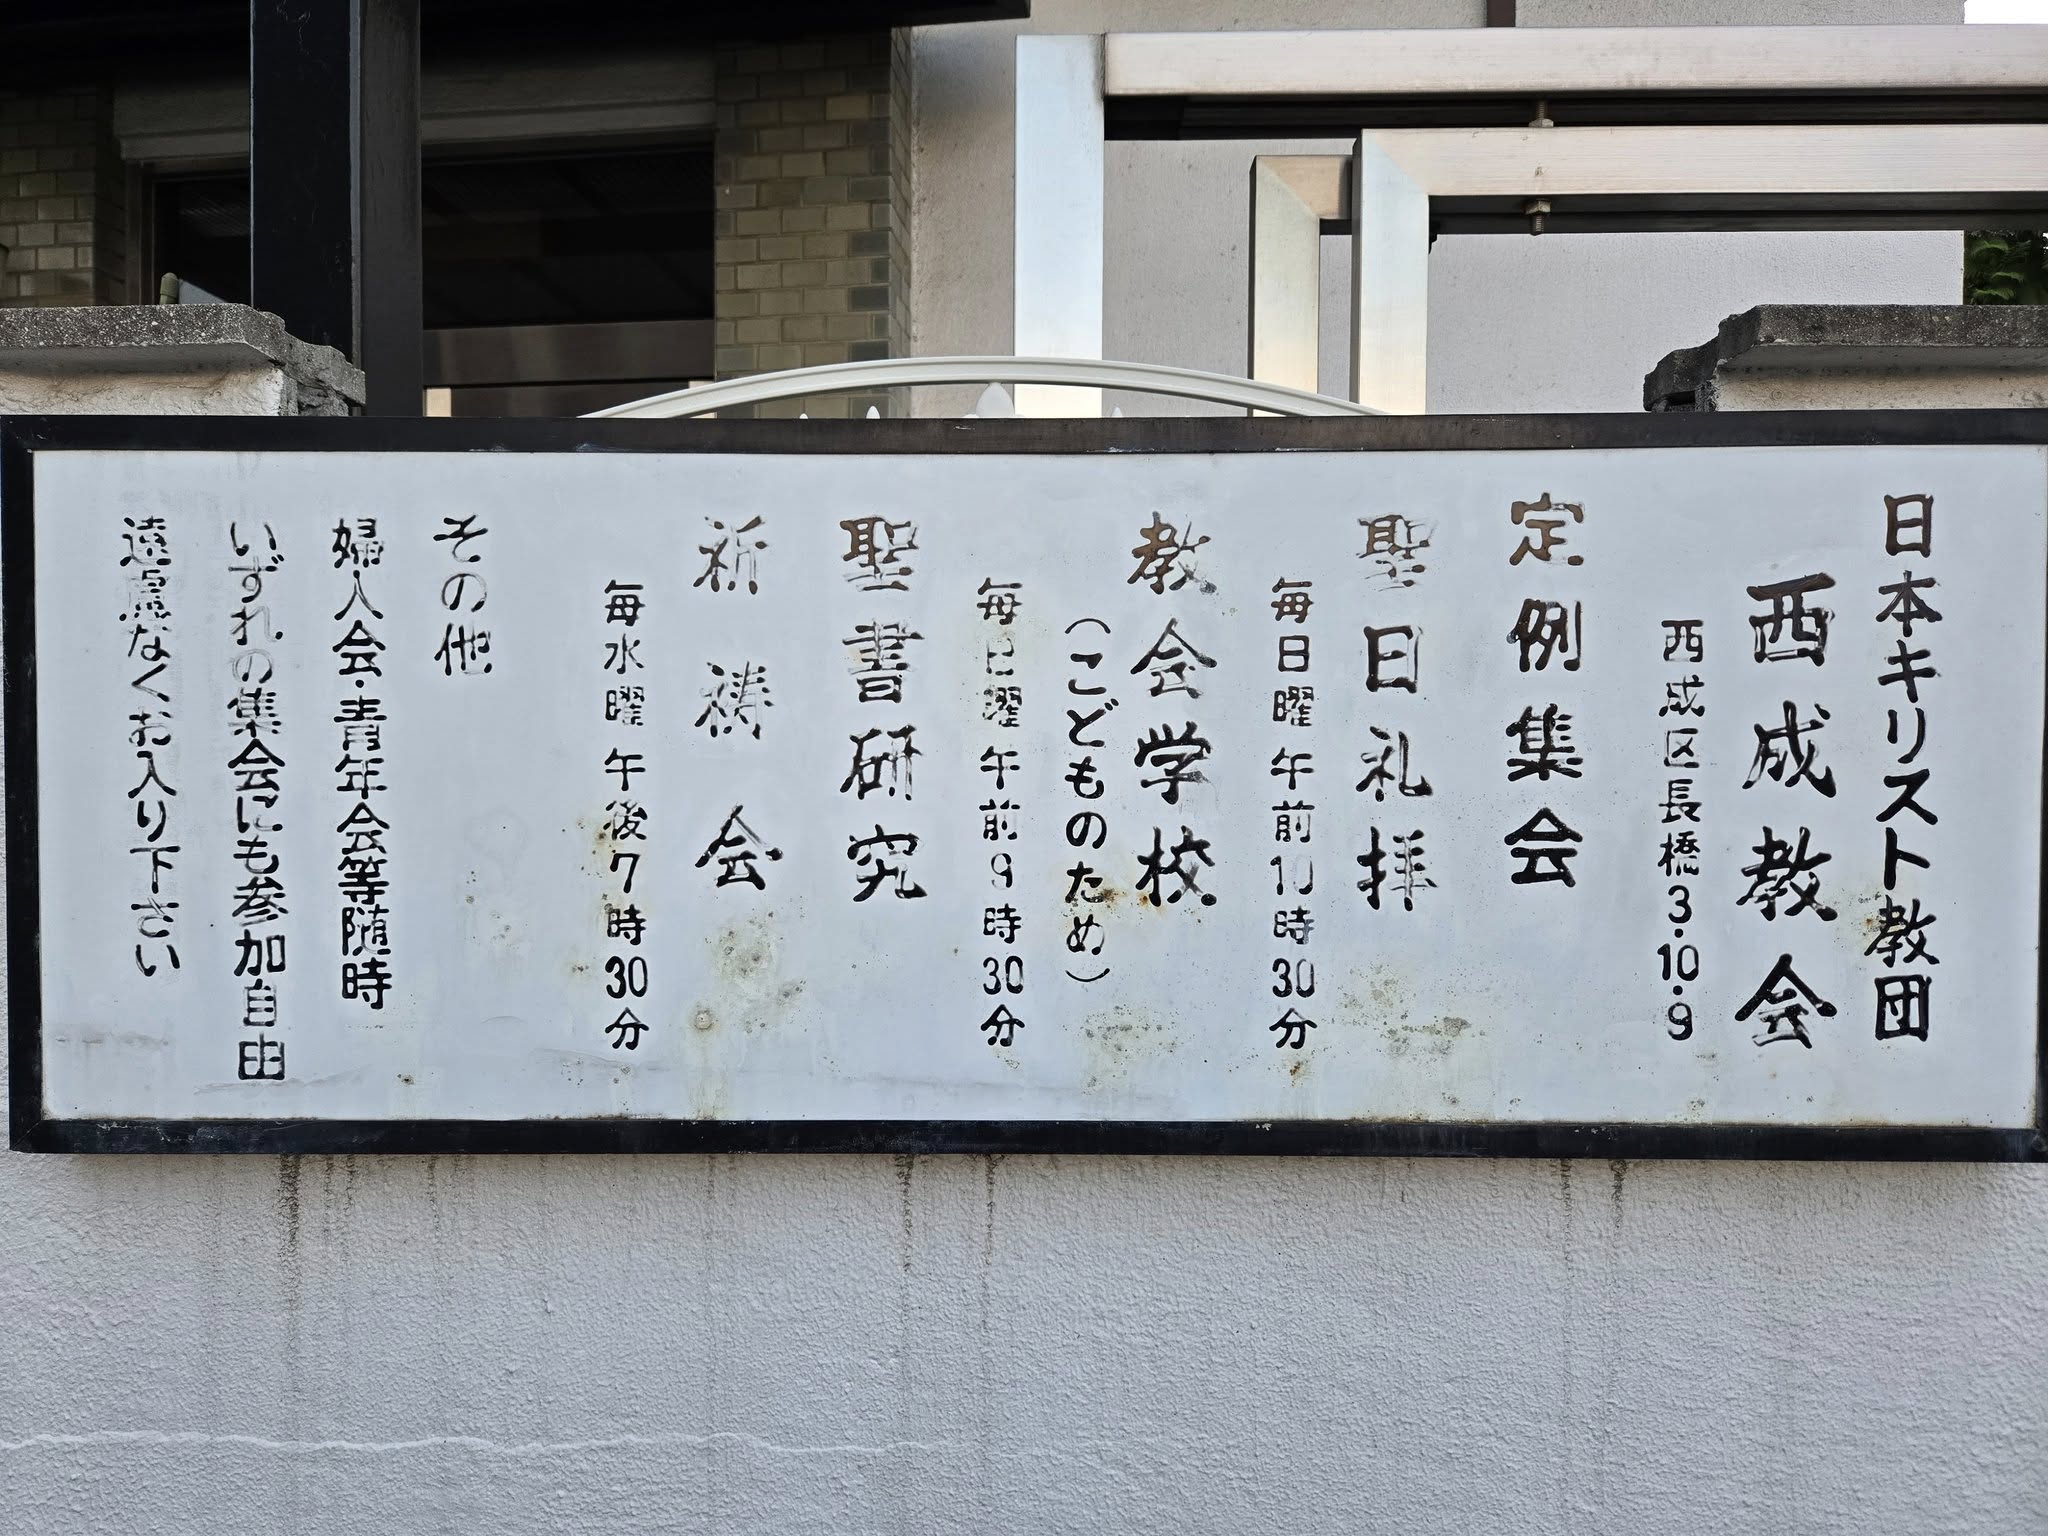 日本キリスト教団
西成教会
西成区長橋3・10・9
定例集会
聖日礼拝
毎日曜 午前10時30分
教会学校
(こどものため)
毎日曜 午前9時30分
聖書研究
祈祷会
毎水曜 午後7時30分
その他
婦人会・青年会等随時
いずれの集会にも参加自由
遠慮なくお入り下さい